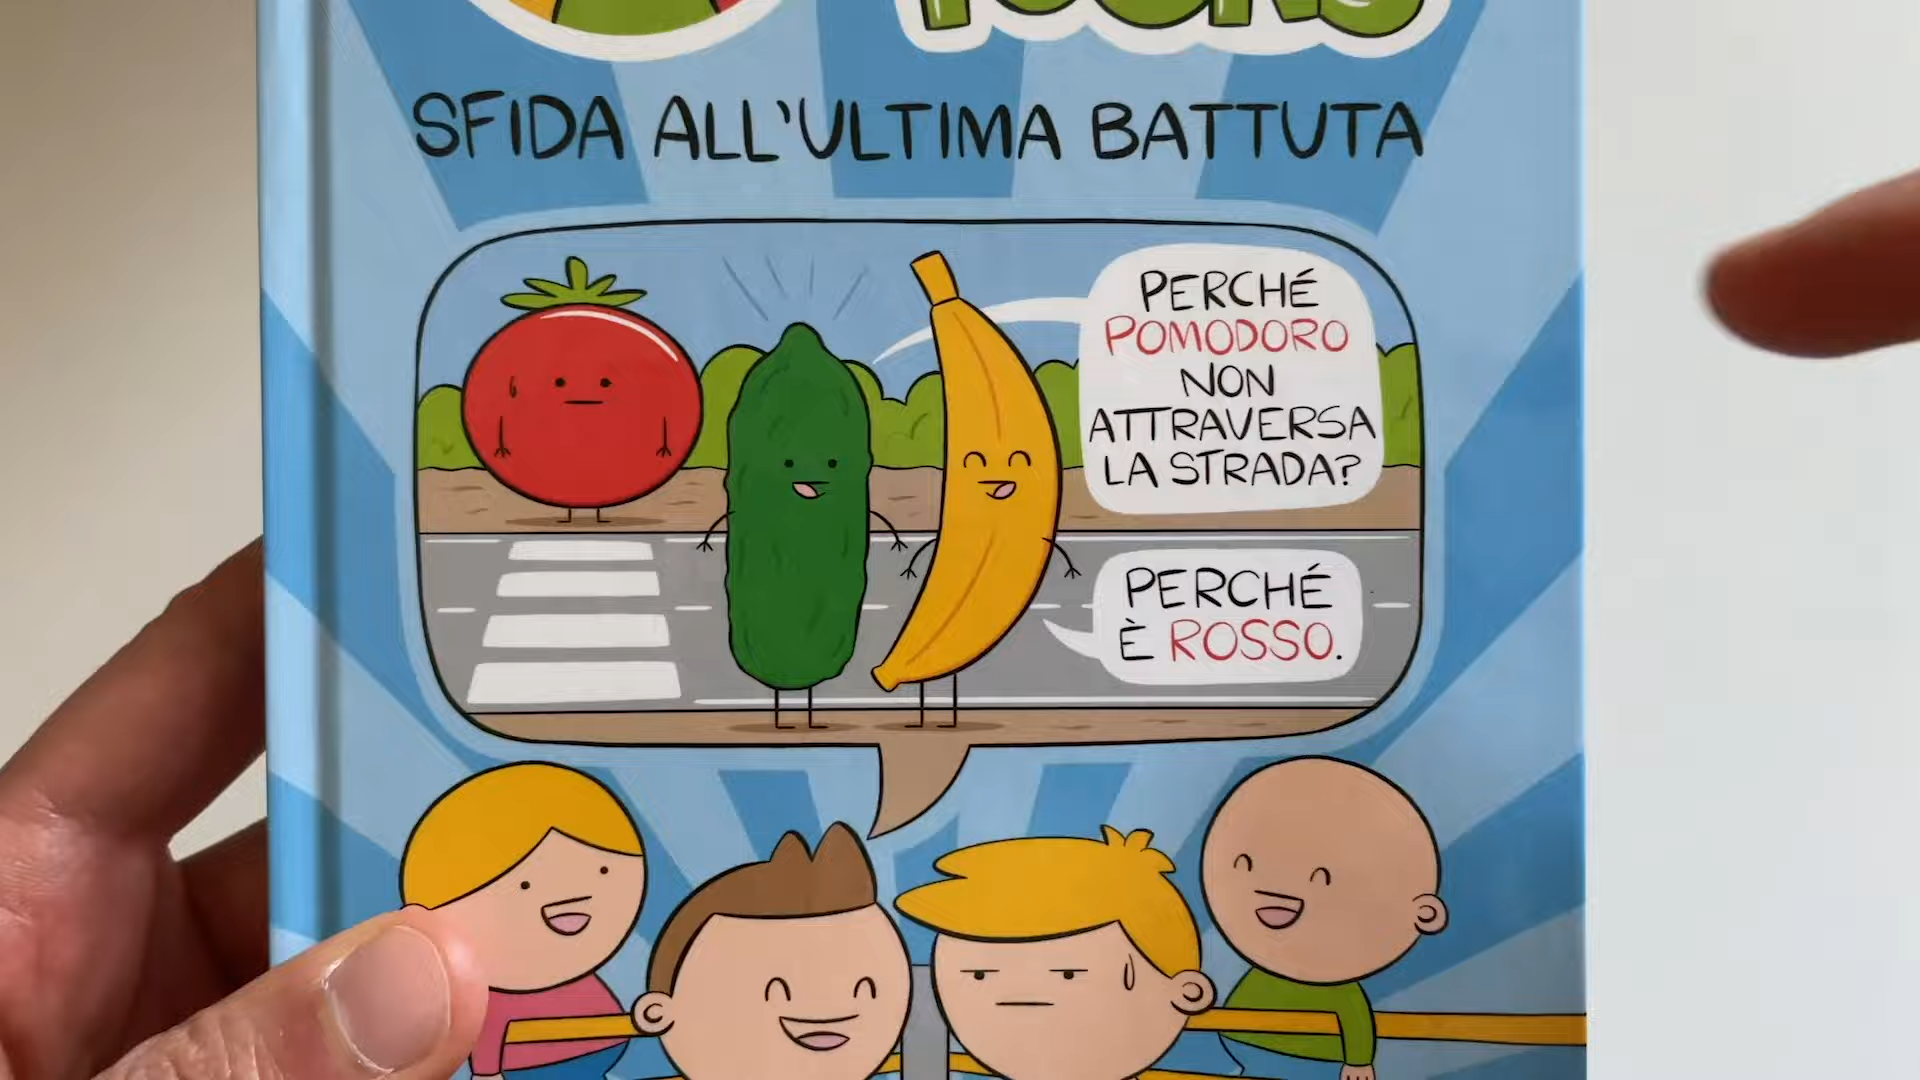 SFIDA ALL'ULTIMA BATTUTA
PERCHÉ
POMODORO
NON
ATTRAVERSA
LA STRADA?
PERCHÉ
È ROSSO.